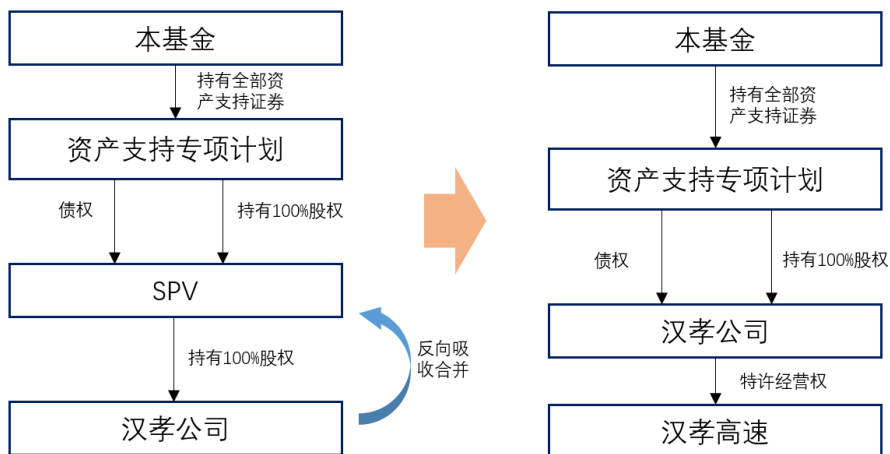 本基金
持有全部资
产支持证券
资产支持专项计划
债权
持有100%股权
SPV
持有100%股权
反向吸
收合并
汉孝公司
本基金
持有全部资
产支持证券
资产支持专项计划
债权
持有100%股权
汉孝公司
特许经营权
汉孝高速